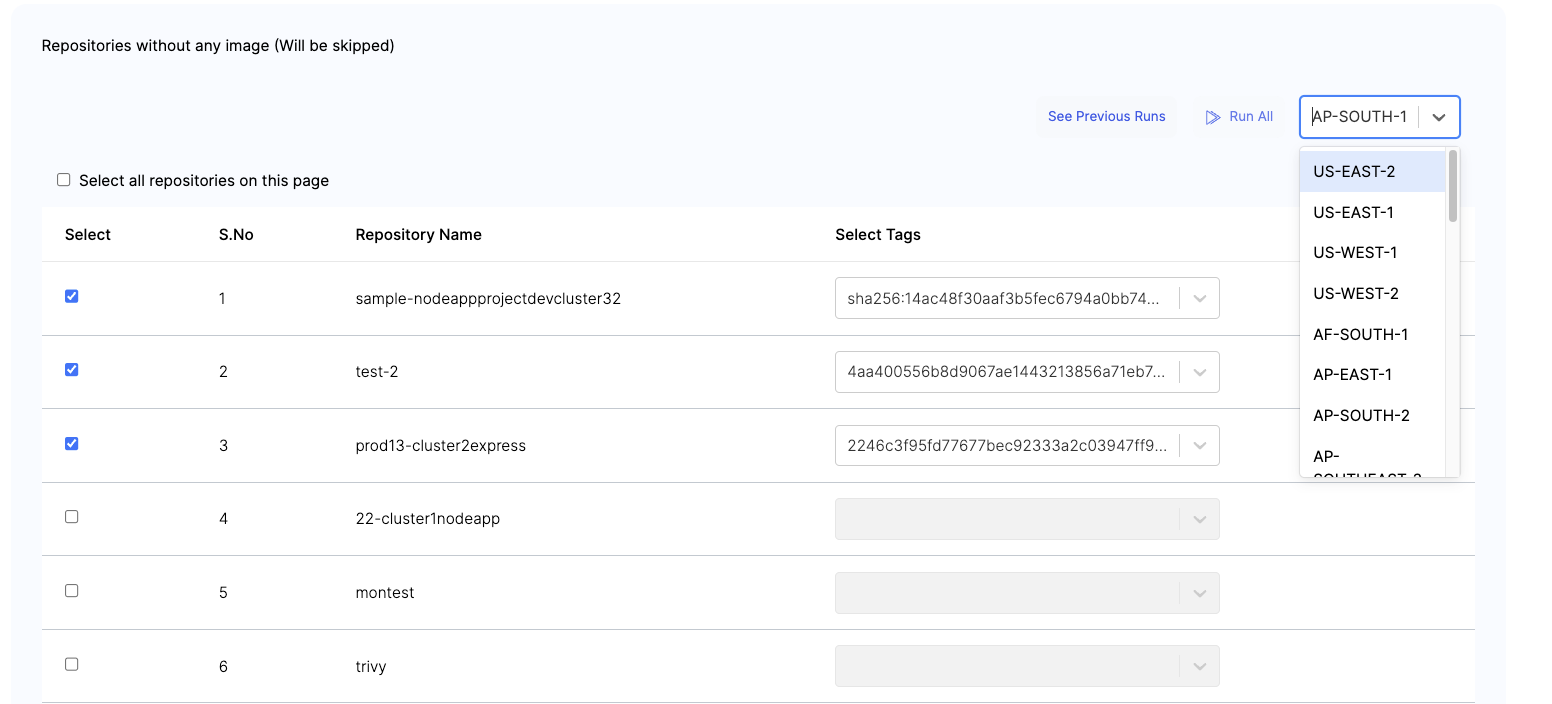 Repositories without any image (Will be skipped)
See Previous Runs Run All AP-SOUTH-1
Select all repositories on this page
US-EAST-2
US-EAST-1
US-WEST-1
US-WEST-2
AF-SOUTH-1
AP-EAST-1
AP-SOUTH-2
AP-
Select S.No Repository Name Select Tags
1 sample-nodeappprojectdevcluster32 sha256:14ac48f30aaf3b5fec6794a0bb74...
2 test-2 4aa400556b8d9067ae1443213856a71eb7...
3 prod13-cluster2express 2246c3f95fd77677bec92333a2c03947ff9...
4 22-cluster1nodeapp
5 montest
6 trivy